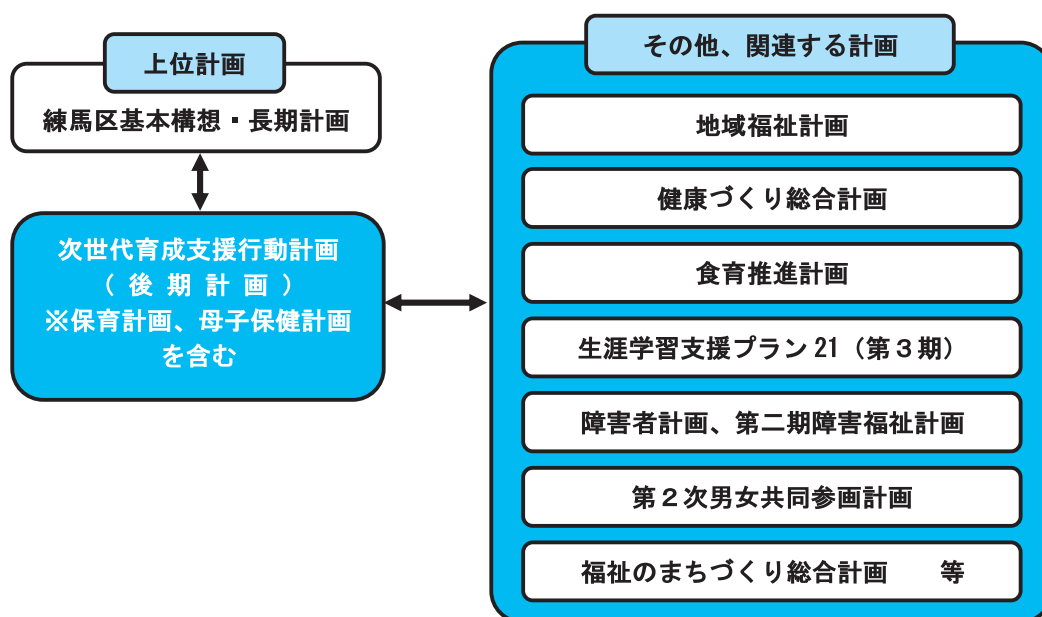 上位計画
練馬区基本構想・長期計画
次世代育成支援行動計画
(後期計画)
※保育計画、母子保健計画
を含む
その他、関連する計画
地域福祉計画
健康づくり総合計画
食育推進計画
生涯学習支援プラン21(第3期)
障害者計画、第二期障害福祉計画
第2次男女共同参画計画
福祉のまちづくり総合計画 等